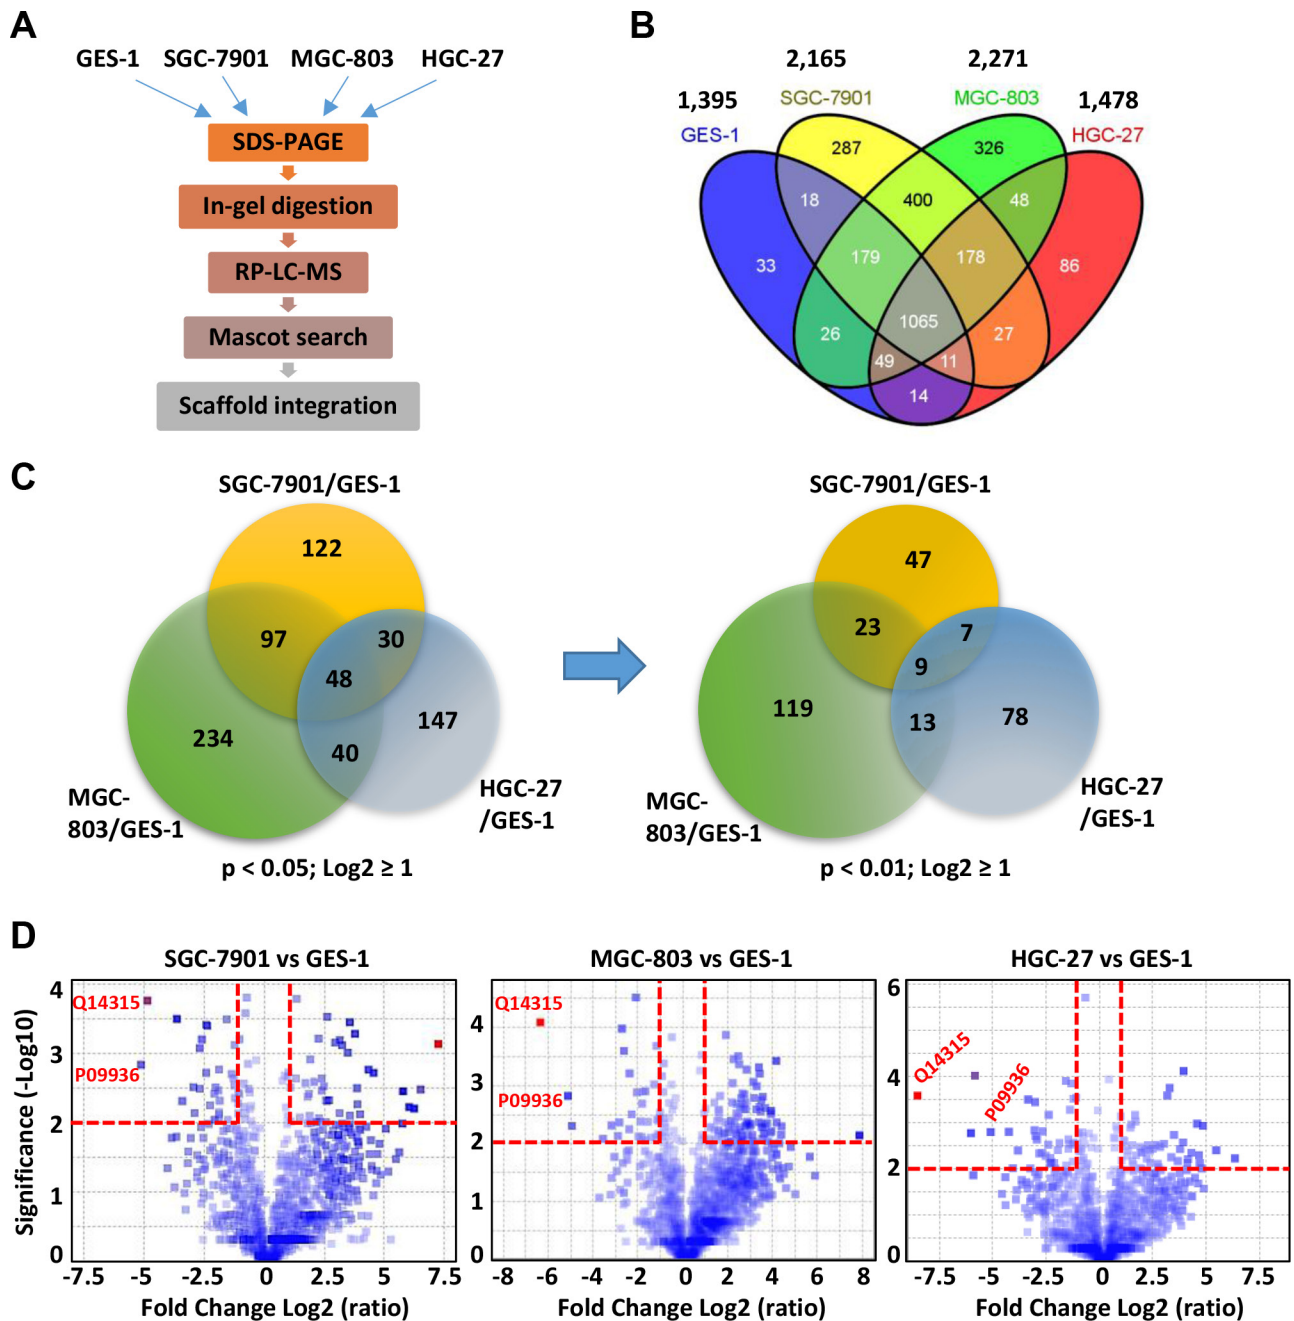 A
GES-1 SGC-7901 MGC-803 HGC-27
SDS-PAGE
In-gel digestion
RP-LC-MS
Mascot search
Scaffold integration
B
2,165 2,271
1,395 SGC-7901 MGC-803 1,478
GES-1 HGC-27
287 326
18 400 48
33 179 178 86
26 1065 27
49 11
14
C
SGC-7901/GES-1
122
97 30
48
234 40 147
MGC-
803/GES-1
HGC-27
/GES-1
p < 0.05; Log2 ≥ 1
SGC-7901/GES-1
47
23 7
9
119 13 78
MGC-
803/GES-1
HGC-27
/GES-1
p < 0.01; Log2 ≥ 1
D
SGC-7901 vs GES-1
Significance (-Log10)
4
3
2
1
0
Q14315
P09936
-7.5 -5 -2.5 0 2.5 5 7.5
Fold Change Log2 (ratio)
MGC-803 vs GES-1
4
3
2
1
0
Q14315
P09936
-8 -6 -4 -2 0 2 4 6 8
Fold Change Log2 (ratio)
HGC-27 vs GES-1
6
4
2
0
Q14315
P09936
-7.5 -5 -2.5 0 2.5 5 7.5
Fold Change Log2 (ratio)